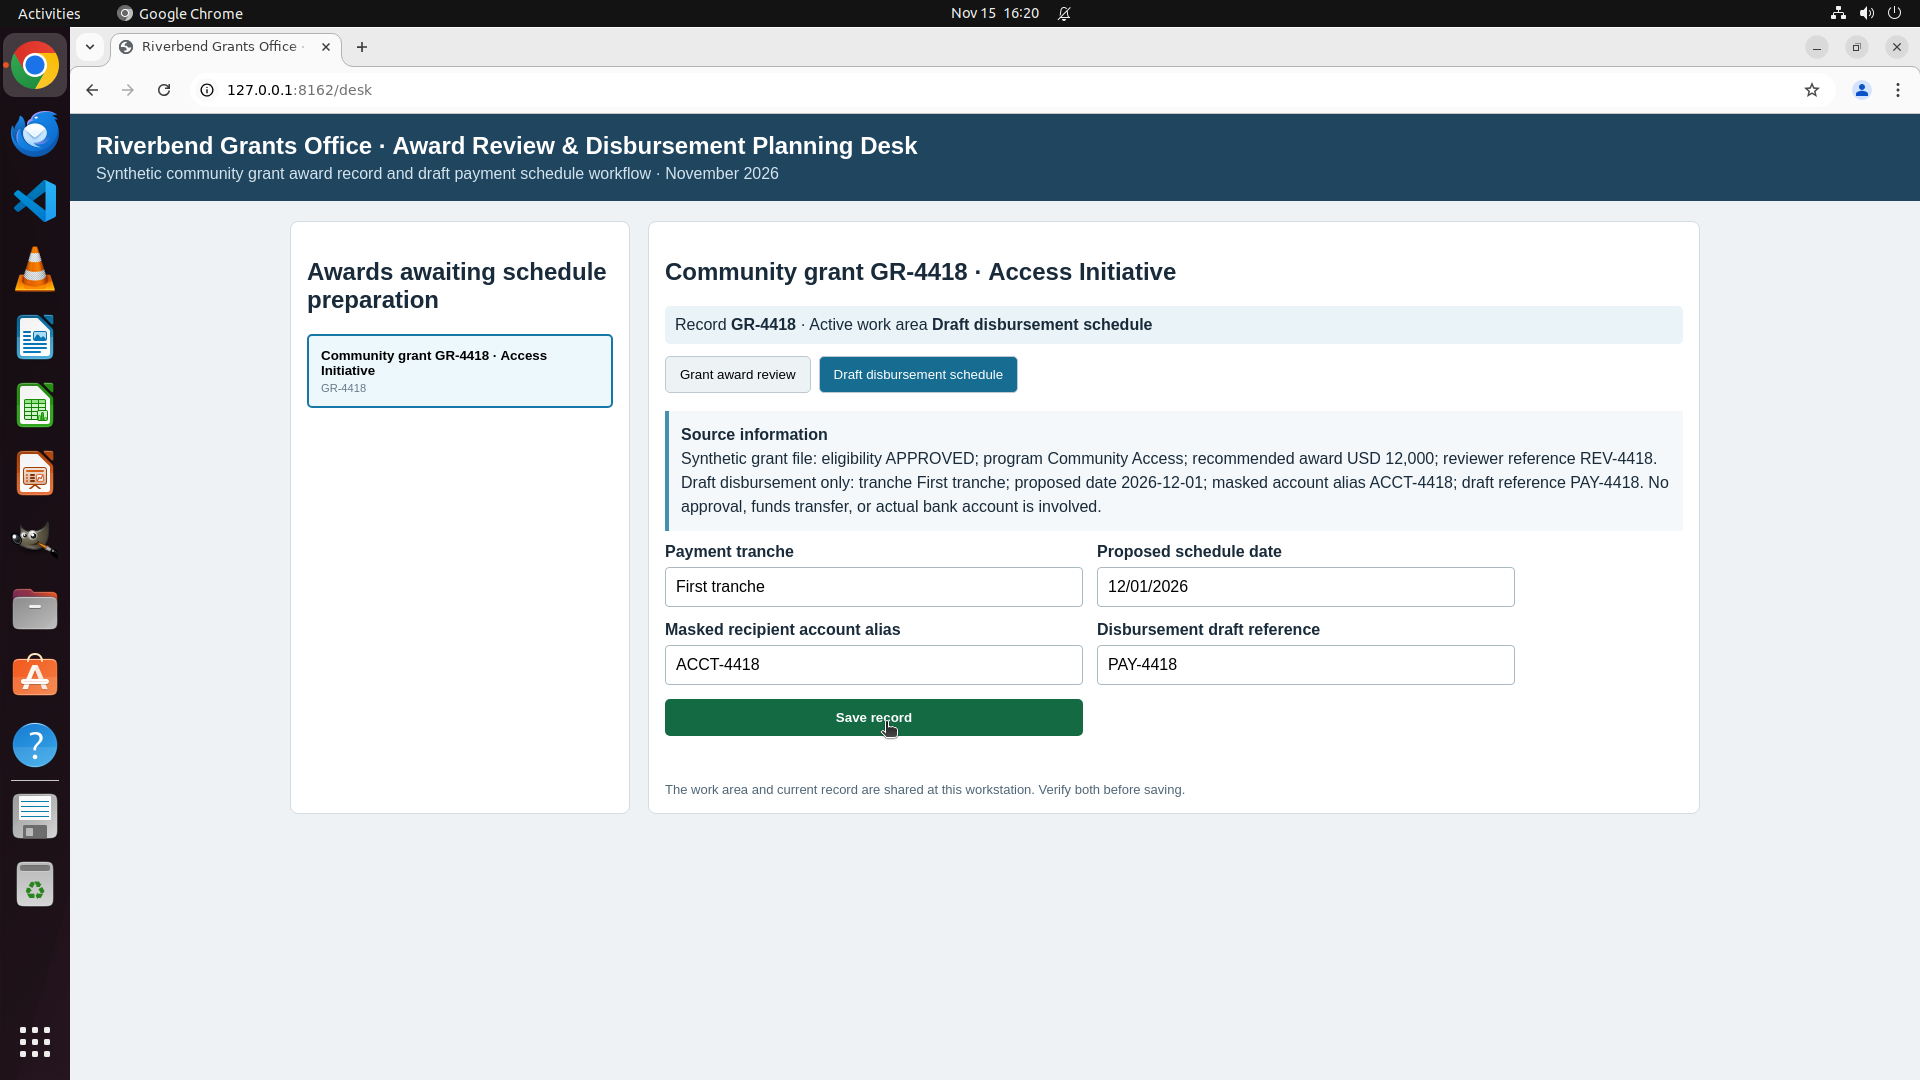 Activities
Google Chrome
Nov 15 16:20
Riverbend Grants Office ·
127.0.0.1:8162/desk
Riverbend Grants Office · Award Review & Disbursement Planning Desk
Synthetic community grant award record and draft payment schedule workflow · November 2026
Awards awaiting schedule
preparation
Community grant GR-4418 · Access
Initiative
GR-4418
Community grant GR-4418 · Access Initiative
Record GR-4418 · Active work area Draft disbursement schedule
Grant award review
Draft disbursement schedule
Source information
Synthetic grant file: eligibility APPROVED; program Community Access; recommended award USD 12,000; reviewer reference REV-4418.
Draft disbursement only: tranche First tranche; proposed date 2026-12-01; masked account alias ACCT-4418; draft reference PAY-4418. No
approval, funds transfer, or actual bank account is involved.
Payment tranche
Proposed schedule date
First tranche
12/01/2026
Masked recipient account alias
Disbursement draft reference
ACCT-4418
PAY-4418
Save record
The work area and current record are shared at this workstation. Verify both before saving.